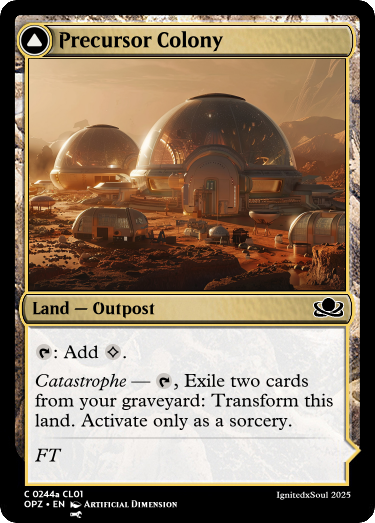 Precursor Colony
Land — Outpost
: Add .
Catastrophe — , Exile two cards
from your graveyard: Transform this
land. Activate only as a sorcery.
FT
C 0244a CL01
OPZ • EN Artificial Dimension
IgnitedxSoul 2025